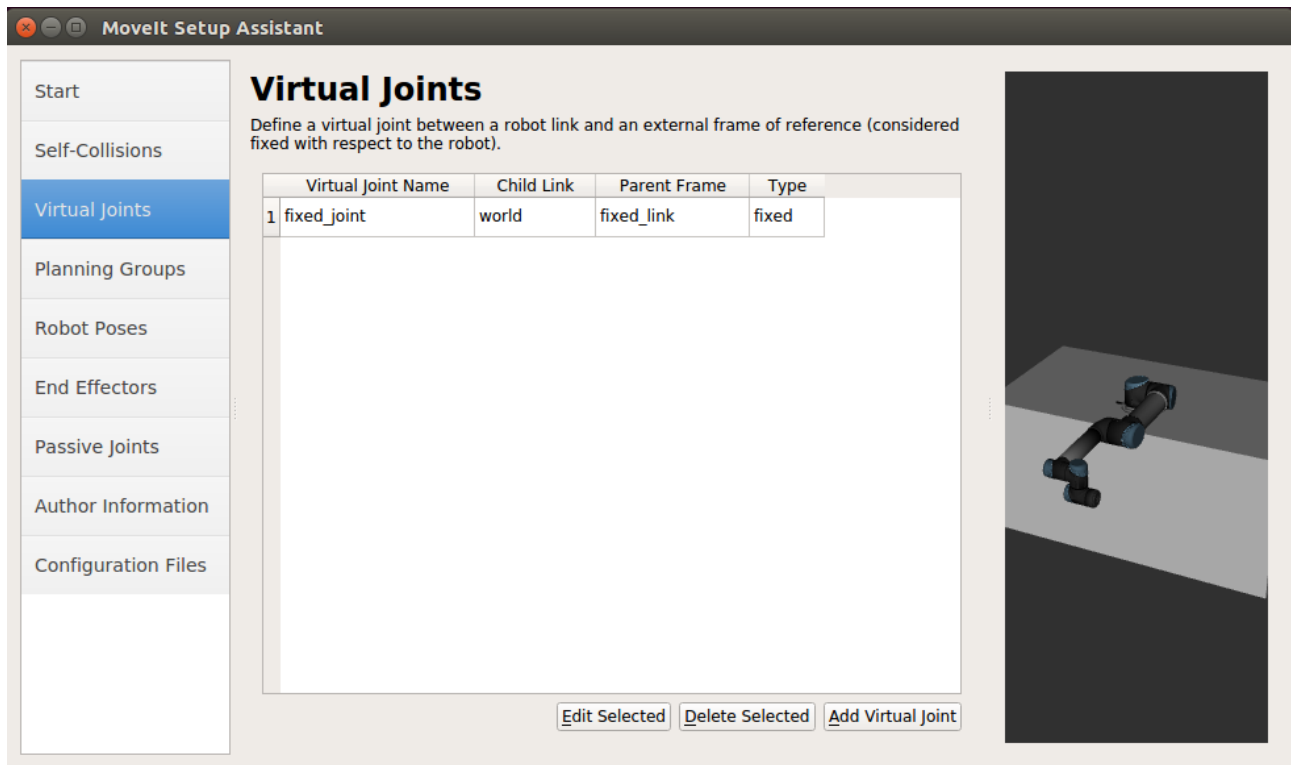 MoveIt Setup Assistant
Start
Self-Collisions
Virtual Joints
Planning Groups
Robot Poses
End Effectors
Passive Joints
Author Information
Configuration Files
Virtual Joints
Define a virtual joint between a robot link and an external frame of reference (considered
fixed with respect to the robot).
Virtual Joint Name Child Link Parent Frame Type
1 fixed_joint world fixed_link fixed
Edit Selected Delete Selected Add Virtual Joint